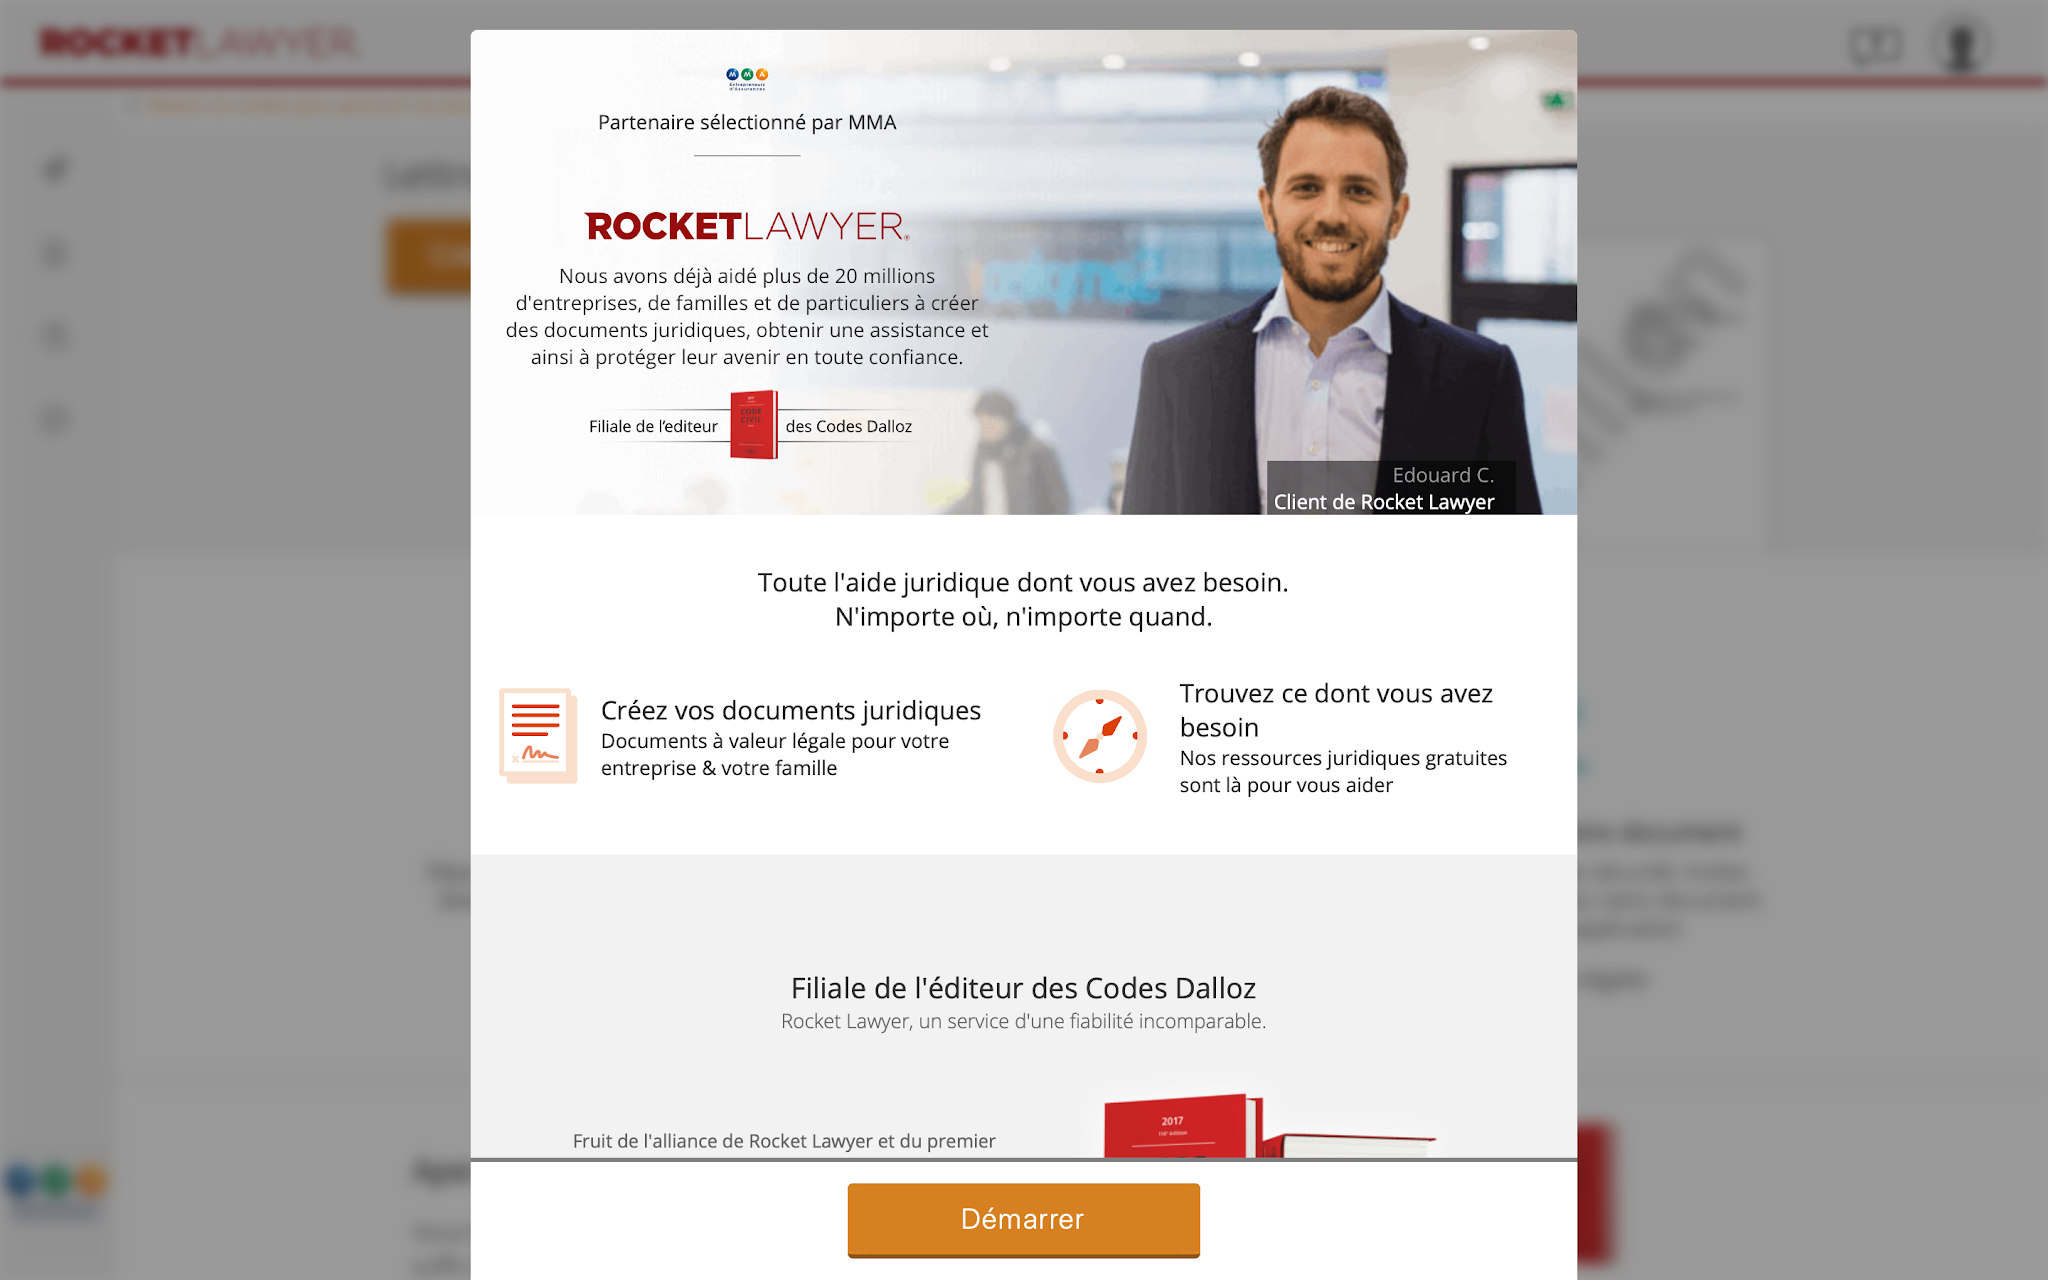 ROCKETLAWYER
MMA
Entrepreneurs
d'Assurances
Partenaire sélectionné par MMA
ROCKETLAWYER®
Nous avons déjà aidé plus de 20 millions
d'entreprises, de familles et de particuliers à créer
des documents juridiques, obtenir une assistance et
ainsi à protéger leur avenir en toute confiance.
Filiale de l'editeur
CODE
CIVIL
des Codes Dalloz
Edouard C.
Client de Rocket Lawyer
Toute l'aide juridique dont vous avez besoin.
N'importe où, n'importe quand.
Créez vos documents juridiques
Documents à valeur légale pour votre
entreprise & votre famille
Trouvez ce dont vous avez
besoin
Nos ressources juridiques gratuites
sont là pour vous aider
Filiale de l'éditeur des Codes Dalloz
Rocket Lawyer, un service d'une fiabilité incomparable.
Fruit de l'alliance de Rocket Lawyer et du premier
2017
Démarrer